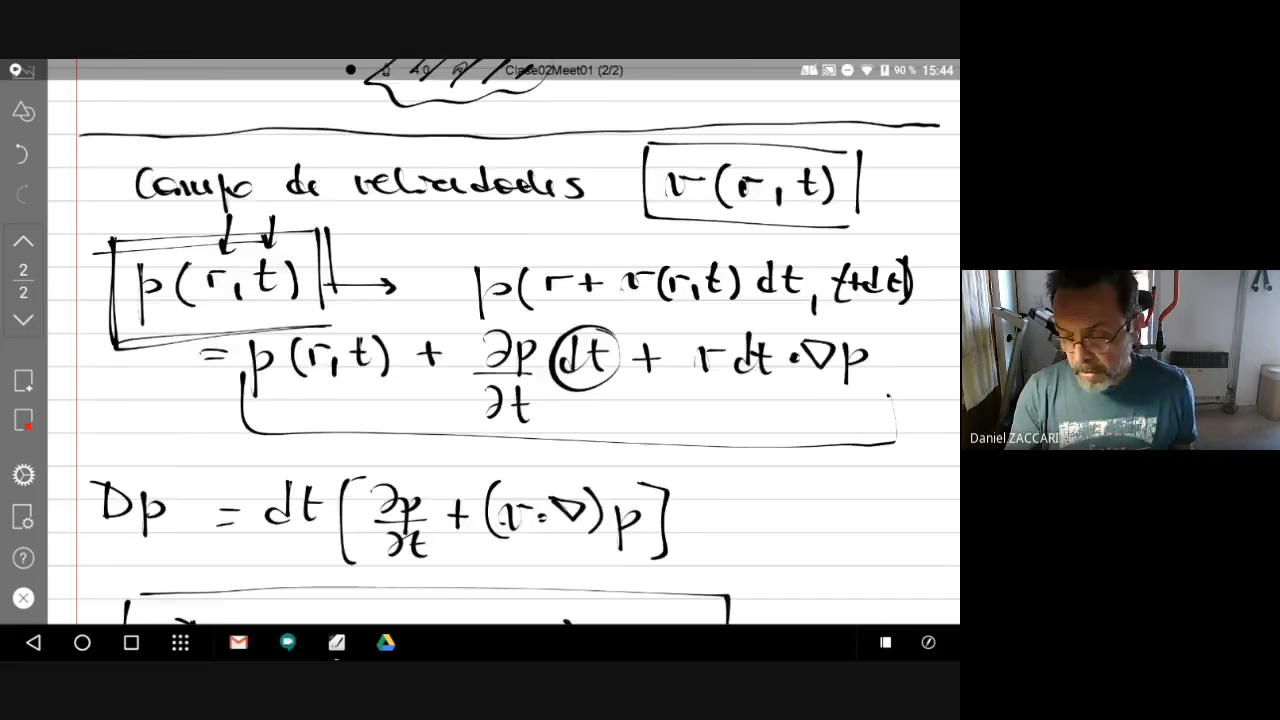 Clase02Meet01 (2/2)
90 % 15:44
Campo de velocidades v(r,t)
p(r,t) → p(r+v(r,t)dt, t+dt)
= p(r,t) + ∂p/∂t dt + v dt·∇p
2
2
Dp = dt[∂p/∂t + (v·∇)p]
Daniel ZACCARI